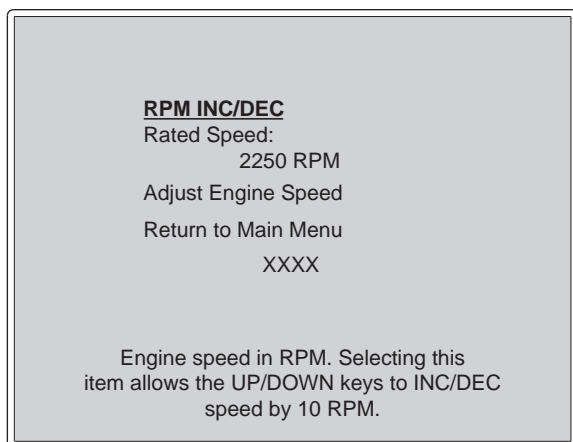 RPM INC/DEC
Rated Speed:
2250 RPM
Adjust Engine Speed
Return to Main Menu
XXXX
Engine speed in RPM. Selecting this
item allows the UP/DOWN keys to INC/DEC
speed by 10 RPM.